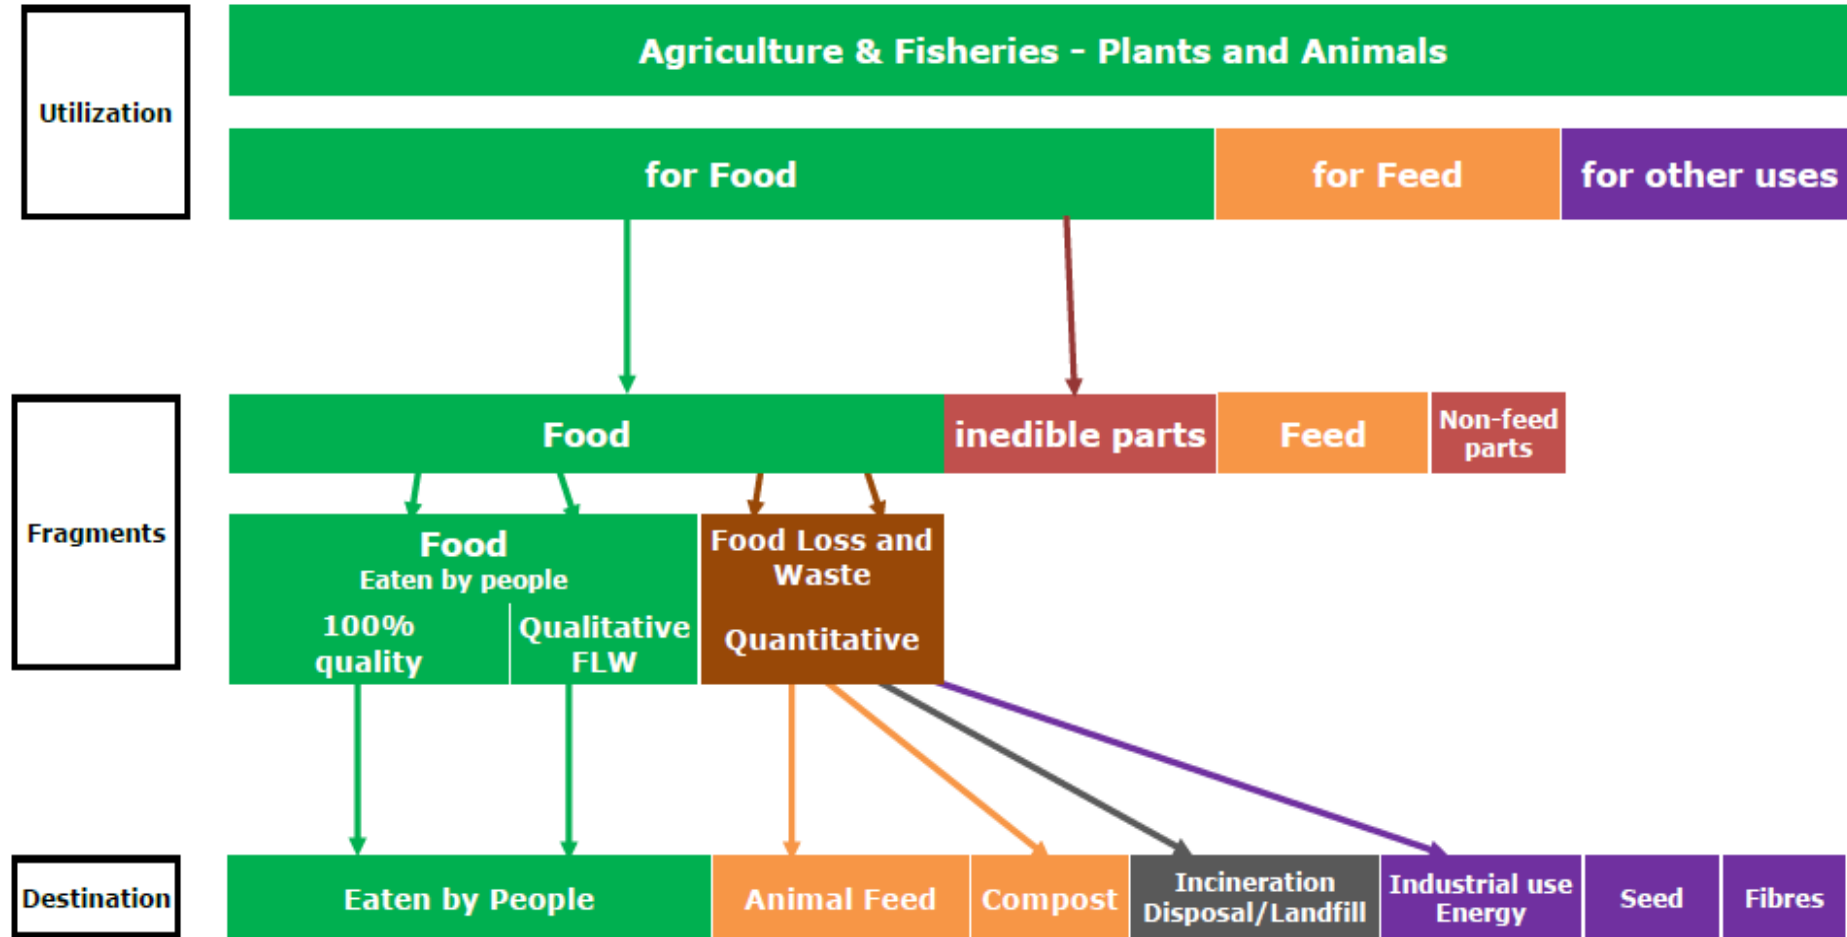 Utilization
Agriculture & Fisheries - Plants and Animals
for Food
for Feed
for other uses
Fragments
Food
inedible parts
Feed
Non-feed
parts
Food
Eaten by people
100%
quality
Qualitative
FLW
Food Loss and
Waste
Quantitative
Destination
Eaten by People
Animal Feed
Compost
Incineration
Disposal/Landfill
Industrial use
Energy
Seed
Fibres